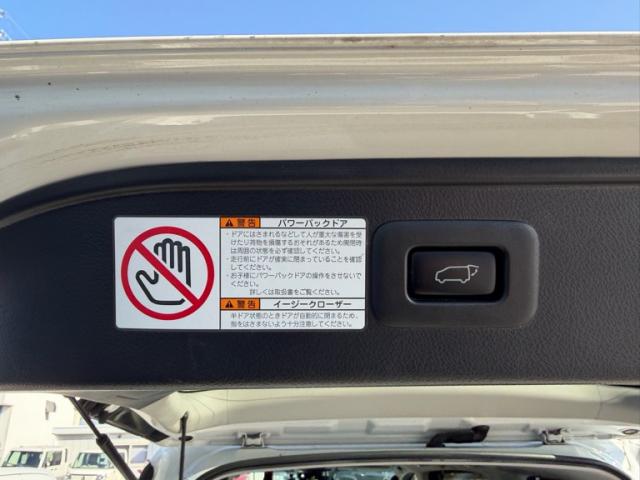 警告 パワーバックドア
・ドアにはさまれるなどして人が重大な傷害を受
けたり荷物を損傷するおそれがあるため開閉時
は周囲の状態を必ず確認してください。
・走行前にドアが確実に閉まっていることを確認
してください。
・お子様にパワーバックドアの操作をさせないで
ください。
詳しくは取扱書をご覧ください。
警告 イージークローザー
半ドア状態のときドアが自動的に閉まるため、
指をはさまないよう十分注意してください。